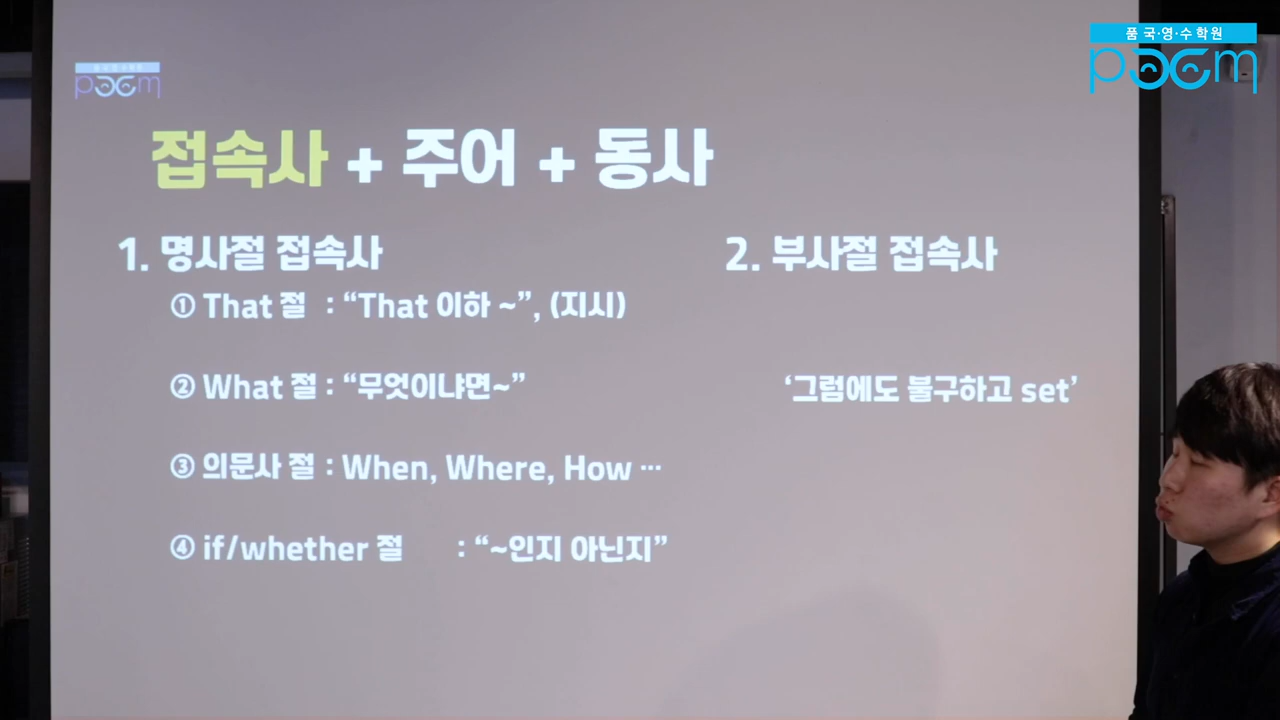 품 국·영·수 학원
poom
poom
접속사 + 주어 + 동사
1. 명사절 접속사
① That 절 : “That 이하 ~”, (지시)
② What 절 : “무엇이냐면~”
③ 의문사 절 : When, Where, How ···
④ if/whether 절 : “~인지 아닌지”
2. 부사절 접속사
‘그럼에도 불구하고 set’